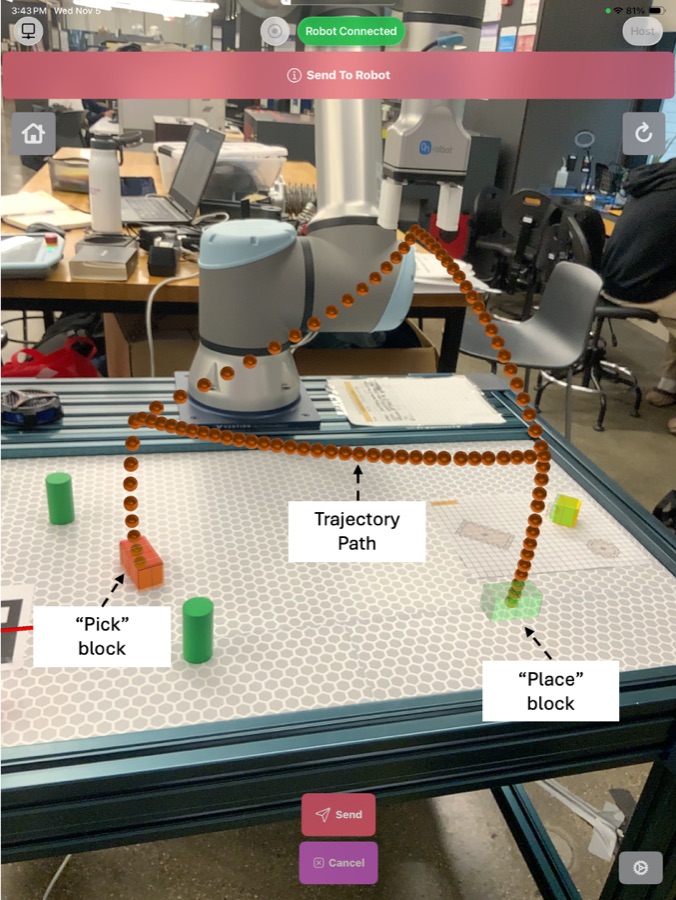 3:43 PM Wed Nov 5
81%
Robot Connected
Host
Send To Robot
robot
Trajectory
Path
“Pick”
block
“Place”
block
Send
Cancel